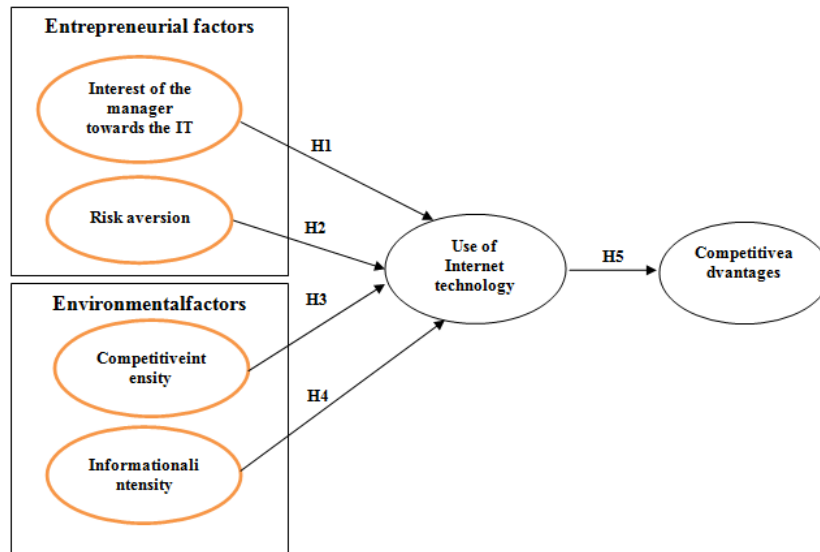 Entrepreneurial factors
Interest of the
manager
towards the IT
H1
Risk aversion
H2
Use of
Internet
technology
H5
Competitivea
dvantages
Environmentalfactors
H3
Competitiveint
ensity
H4
Informationali
ntensity